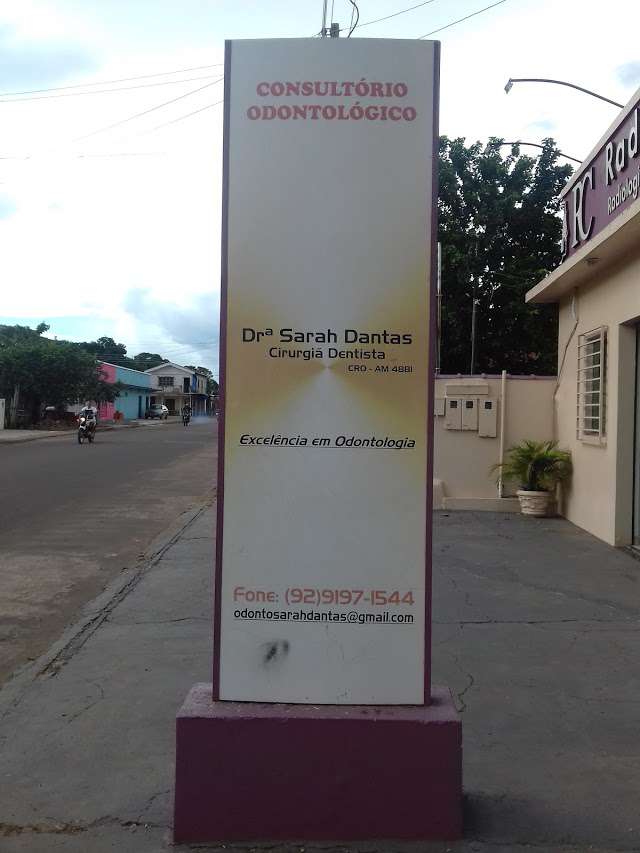 CONSULTÓRIO
ODONTOLÓGICO
Drª Sarah Dantas
Cirurgiã Dentista
CRO - AM 4881
Excelência em Odontologia
Fone: (92)9197-1544
odontosarahdantas@gmail.com
RC